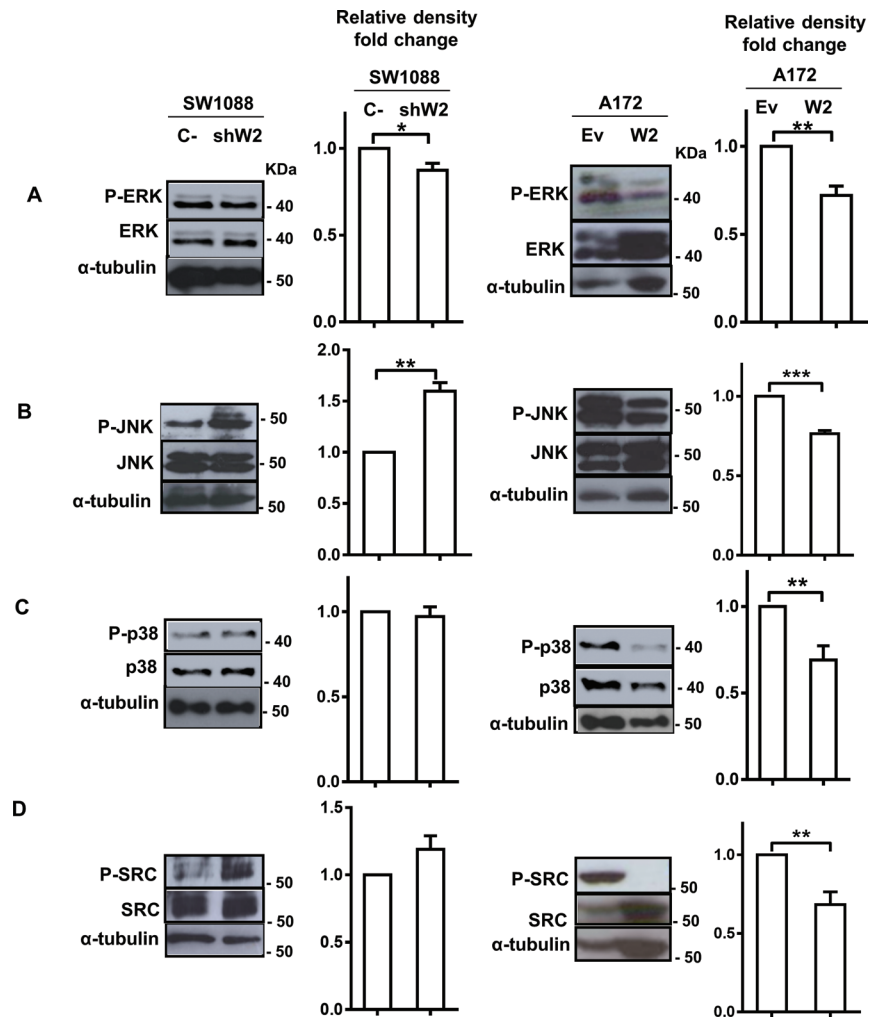 Relative density
fold change
SW1088
C- shW2
SW1088
C- shW2
KDa
A
P-ERK
- 40
ERK
- 40
α-tubulin
- 50
*
1.0
0.5
0.0
Relative density
fold change
A172
Ev W2
A172
Ev W2
KDa
P-ERK
- 40
ERK
- 40
α-tubulin
- 50
**
1.0
0.5
0.0
B
P-JNK
- 50
JNK
- 50
α-tubulin
- 50
**
2.0
1.5
1.0
0.5
0.0
P-JNK
- 50
JNK
- 50
α-tubulin
- 50
***
1.0
0.5
0.0
C
P-p38
- 40
p38
- 40
α-tubulin
- 50
1.0
0.5
0.0
P-p38
- 40
p38
- 40
α-tubulin
- 50
**
1.0
0.5
0.0
D
P-SRC
- 50
SRC
- 50
α-tubulin
- 50
1.5
1.0
0.5
0.0
P-SRC
- 50
SRC
- 50
α-tubulin
- 50
**
1.0
0.5
0.0